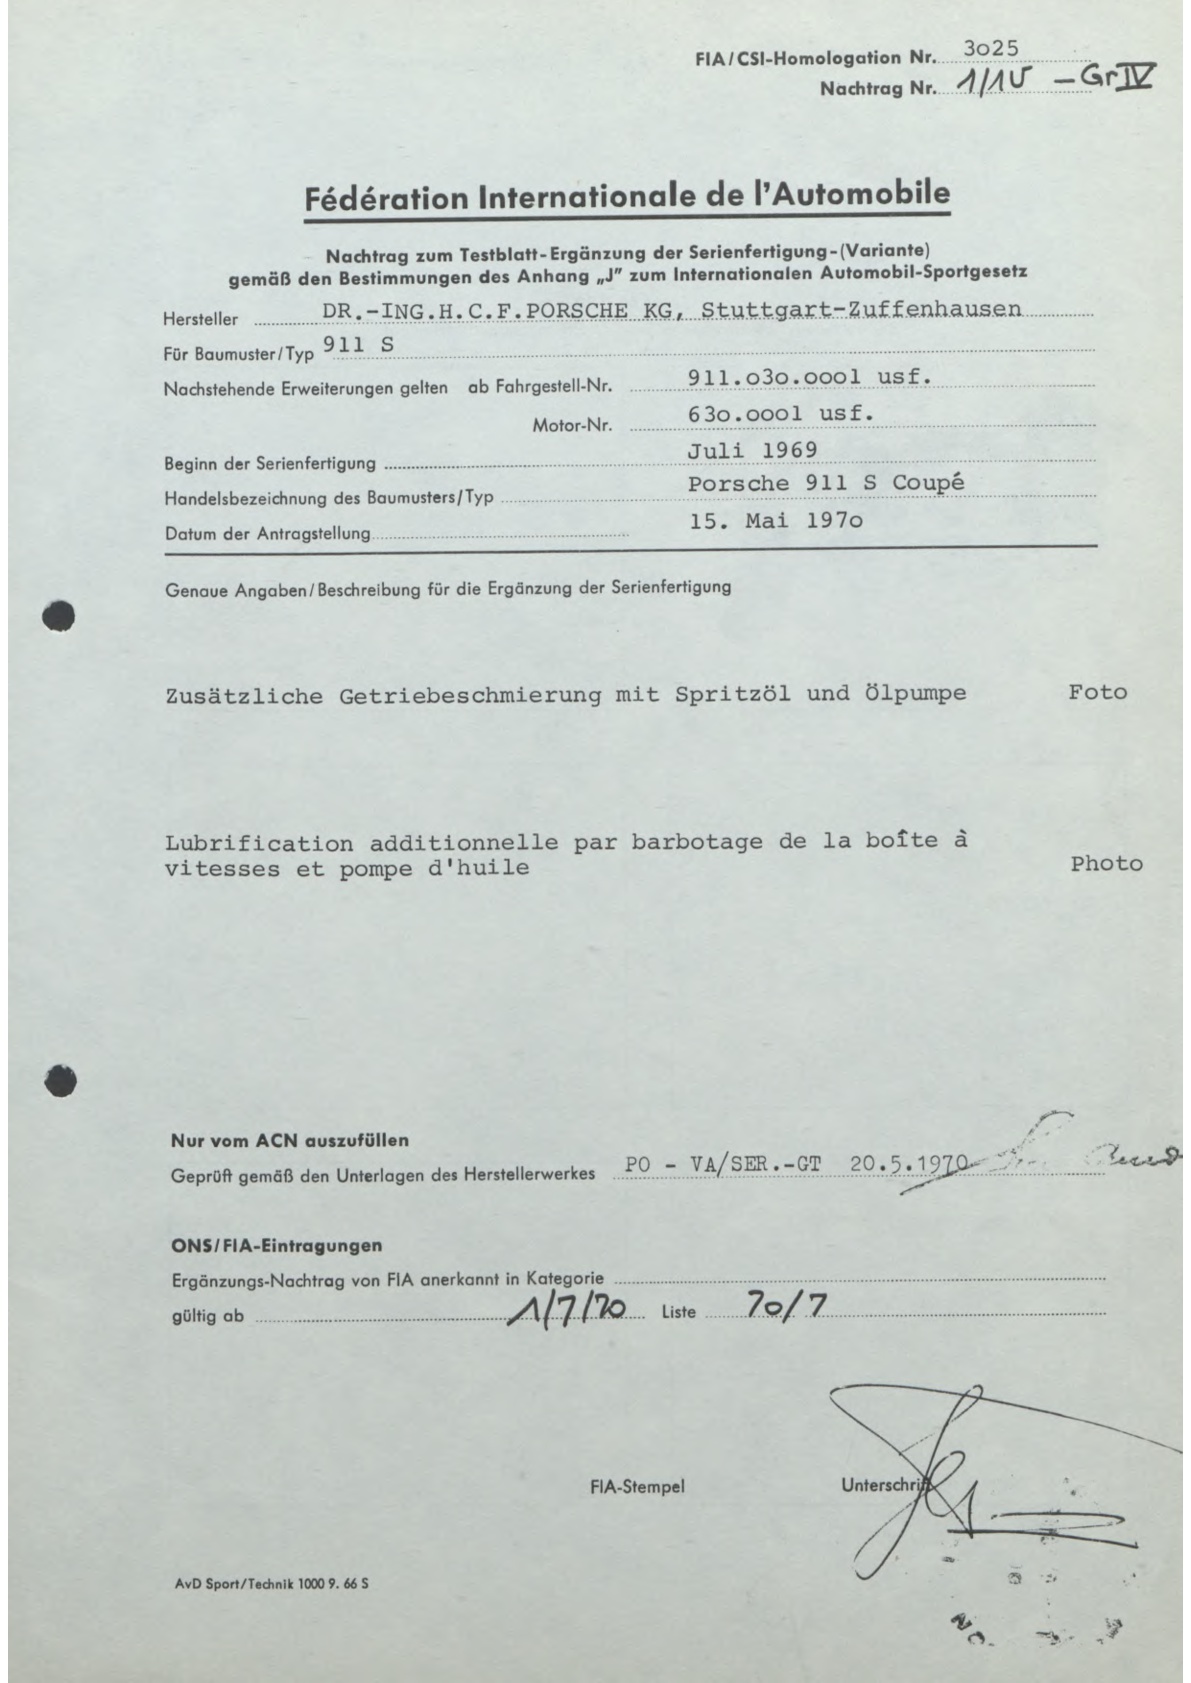 FIA/CSI-Homologation Nr. 3o25
Nachtrag Nr. 1/1V – Gr IV
Fédération Internationale de l'Automobile
Nachtrag zum Testblatt-Ergänzung der Serienfertigung-(Variante)
gemäß den Bestimmungen des Anhang „J" zum Internationalen Automobil-Sportgesetz
Hersteller DR.-ING.H.C.F.PORSCHE KG, Stuttgart-Zuffenhausen
Für Baumuster/Typ 911 S
Nachstehende Erweiterungen gelten ab Fahrgestell-Nr. 911.o3o.ooo1 usf.
Motor-Nr. 63o.ooo1 usf.
Beginn der Serienfertigung Juli 1969
Handelsbezeichnung des Baumusters/Typ Porsche 911 S Coupé
Datum der Antragstellung 15. Mai 197o
Genaue Angaben/Beschreibung für die Ergänzung der Serienfertigung
Zusätzliche Getriebeschmierung mit Spritzöl und Ölpumpe Foto
Lubrification additionnelle par barbotage de la boîte à
vitesses et pompe d'huile Photo
Nur vom ACN auszufüllen
Geprüft gemäß den Unterlagen des Herstellerwerkes PO - VA/SER.-GT 20.5.1970
ONS/FIA-Eintragungen
Ergänzungs-Nachtrag von FIA anerkannt in Kategorie
gültig ab 1/7/70 Liste 70/7
FIA-Stempel Unterschrift
AvD Sport/Technik 1000 9. 66 S